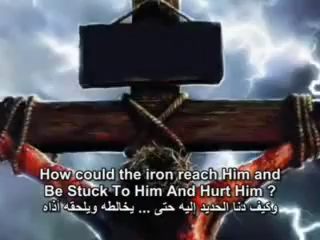 How could the iron reach Him and
Be Stuck To Him And Hurt Him ?
وكيف دنا الحديد إليه حتى ... يخالطه ويلحقه أذاه